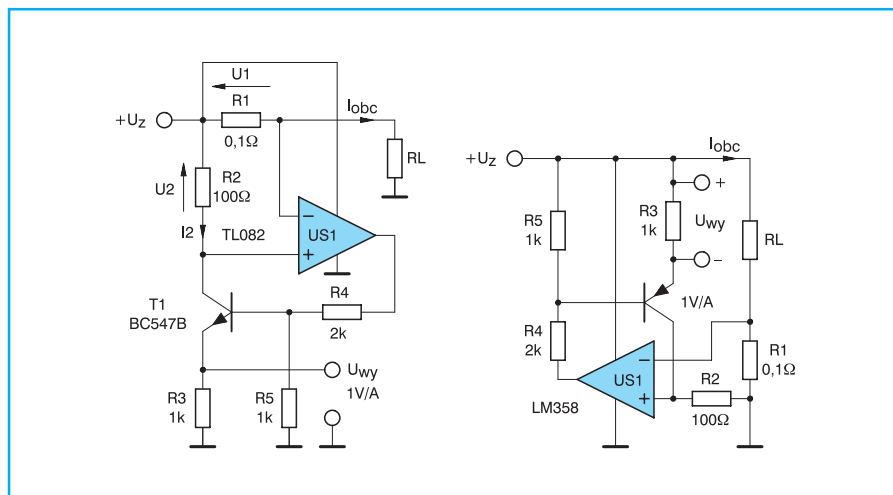 U1
R1
+Uz
0,1Ω
Iobc
RL
R2
100Ω
U2
I2
TL082
US1
−
+
T1
BC547B
R4
2k
Uwy
1V/A
R3
1k
R5
1k
+Uz
Iobc
+
R3
1k
Uwy
−
R5
1k
RL
1V/A
R4
2k
−
US1
+
R1
0,1Ω
R2
100Ω
LM358